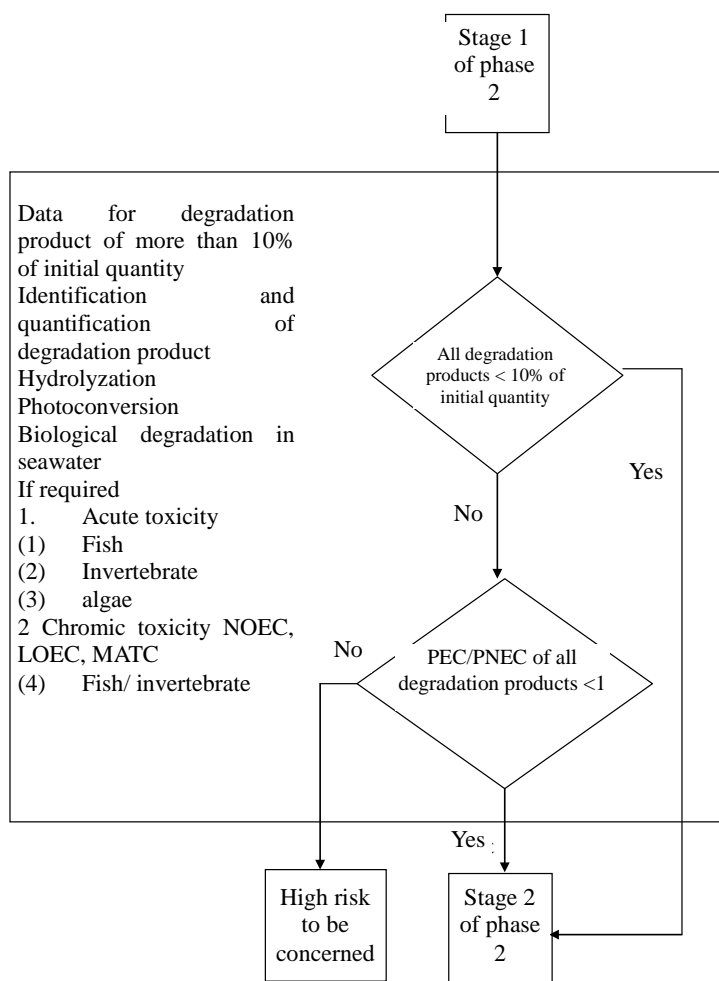 Stage 1
of phase
2
Data for degradation
product of more than 10%
of initial quantity
Identification and
quantification of
degradation product
Hydrolyzation
Photoconversion
Biological degradation in
seawater
If required
1. Acute toxicity
(1) Fish
(2) Invertebrate
(3) algae
2 Chromic toxicity NOEC,
LOEC, MATC
(4) Fish/ invertebrate
All degradation
products < 10% of
initial quantity
Yes
No
PEC/PNEC of all
degradation products <1
No
Yes
High risk
to be
concerned
Stage 2
of phase
2